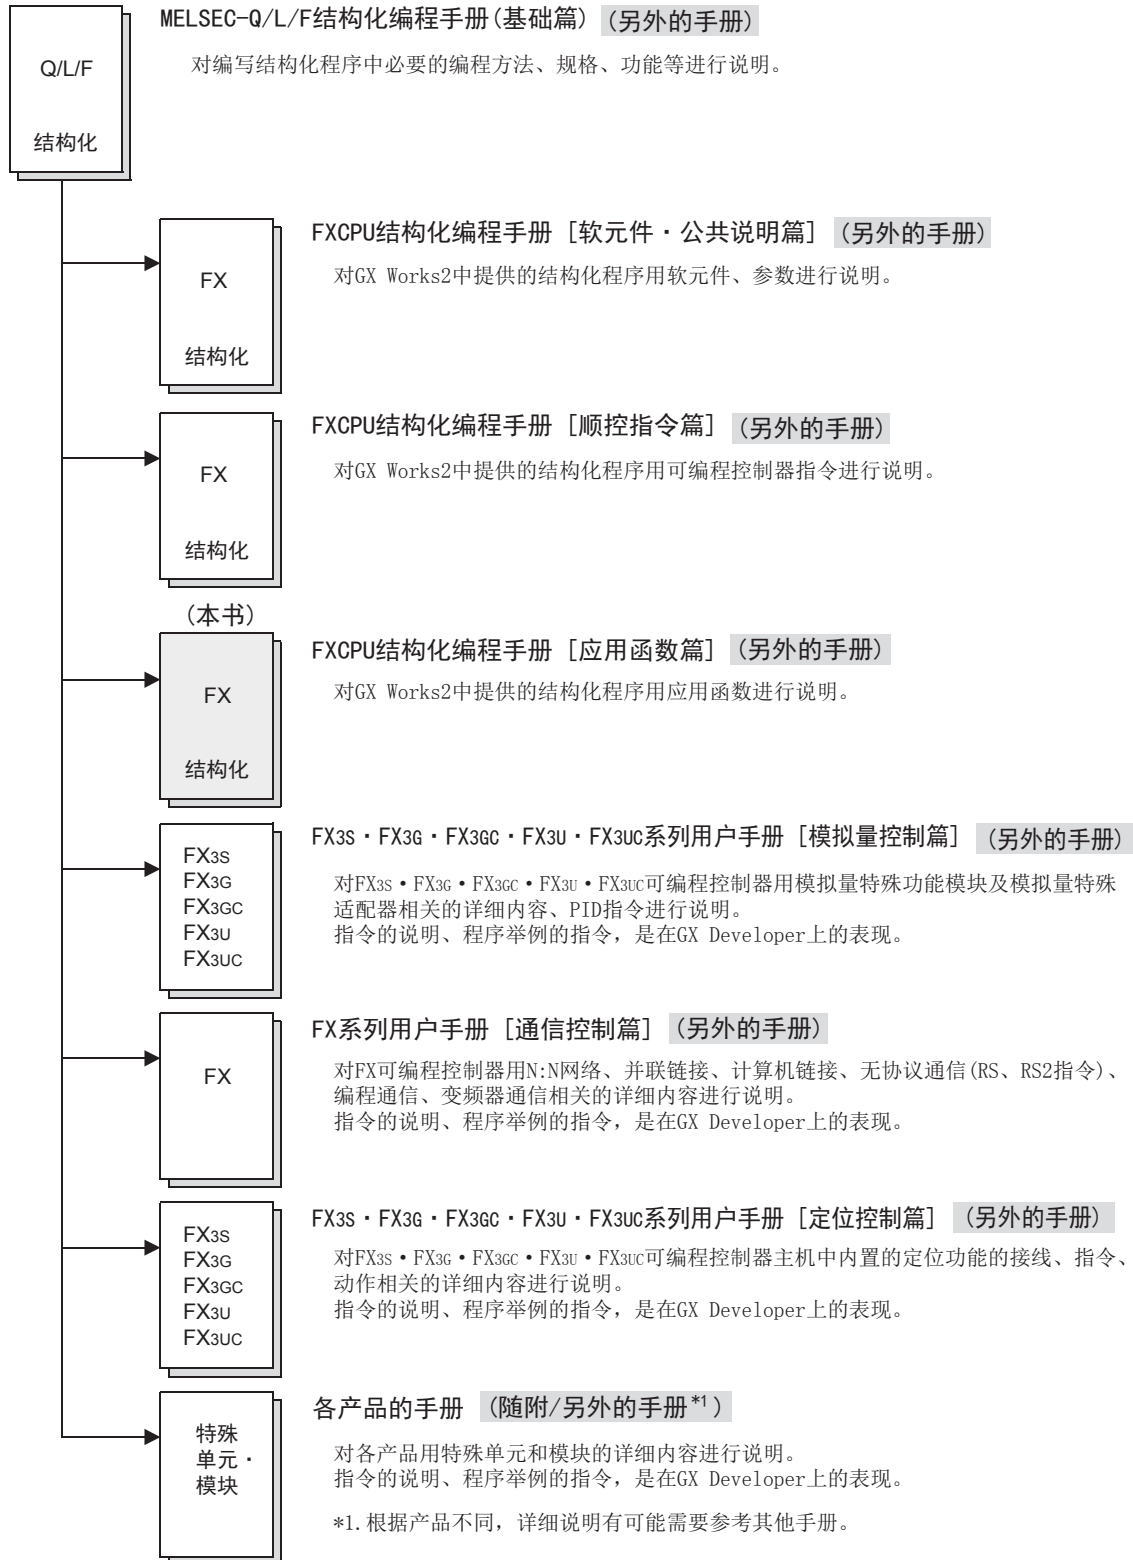 MELSEC-Q/L/F结构化编程手册(基础篇) (另外的手册)
Q/L/F
结构化
对编写结构化程序中必要的编程方法、规格、功能等进行说明。
FXCPU结构化编程手册 [软元件・公共说明篇] (另外的手册)
FX
结构化
对GX Works2中提供的结构化程序用软元件、参数进行说明。
FXCPU结构化编程手册 [顺控指令篇] (另外的手册)
FX
结构化
对GX Works2中提供的结构化程序用可编程控制器指令进行说明。
(本书)
FXCPU结构化编程手册 [应用函数篇] (另外的手册)
FX
结构化
对GX Works2中提供的结构化程序用应用函数进行说明。
FX3S・FX3G・FX3GC・FX3U・FX3UC系列用户手册 [模拟量控制篇] (另外的手册)
FX3S
FX3G
FX3GC
FX3U
FX3UC
对FX3S・FX3G・FX3GC・FX3U・FX3UC可编程控制器用模拟量特殊功能模块及模拟量特殊
适配器相关的详细内容、PID指令进行说明。
指令的说明、程序举例的指令，是在GX Developer上的表现。
FX系列用户手册 [通信控制篇] (另外的手册)
FX
对FX可编程控制器用N:N网络、并联链接、计算机链接、无协议通信(RS、RS2指令)、
编程通信、变频器通信相关的详细内容进行说明。
指令的说明、程序举例的指令，是在GX Developer上的表现。
FX3S・FX3G・FX3GC・FX3U・FX3UC系列用户手册 [定位控制篇] (另外的手册)
FX3S
FX3G
FX3GC
FX3U
FX3UC
对FX3S・FX3G・FX3GC・FX3U・FX3UC可编程控制器主机中内置的定位功能的接线、指令、
动作相关的详细内容进行说明。
指令的说明、程序举例的指令，是在GX Developer上的表现。
各产品的手册 (随附/另外的手册*1)
特殊
单元・
模块
对各产品用特殊单元和模块的详细内容进行说明。
指令的说明、程序举例的指令，是在GX Developer上的表现。
*1.根据产品不同，详细说明有可能需要参考其他手册。